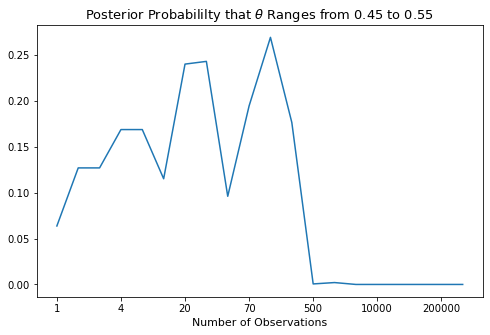 Posterior Probabililty that θ Ranges from 0.45 to 0.55
0.25
0.20
0.15
0.10
0.05
0.00
1 4 20 70 500 10000 200000
Number of Observations